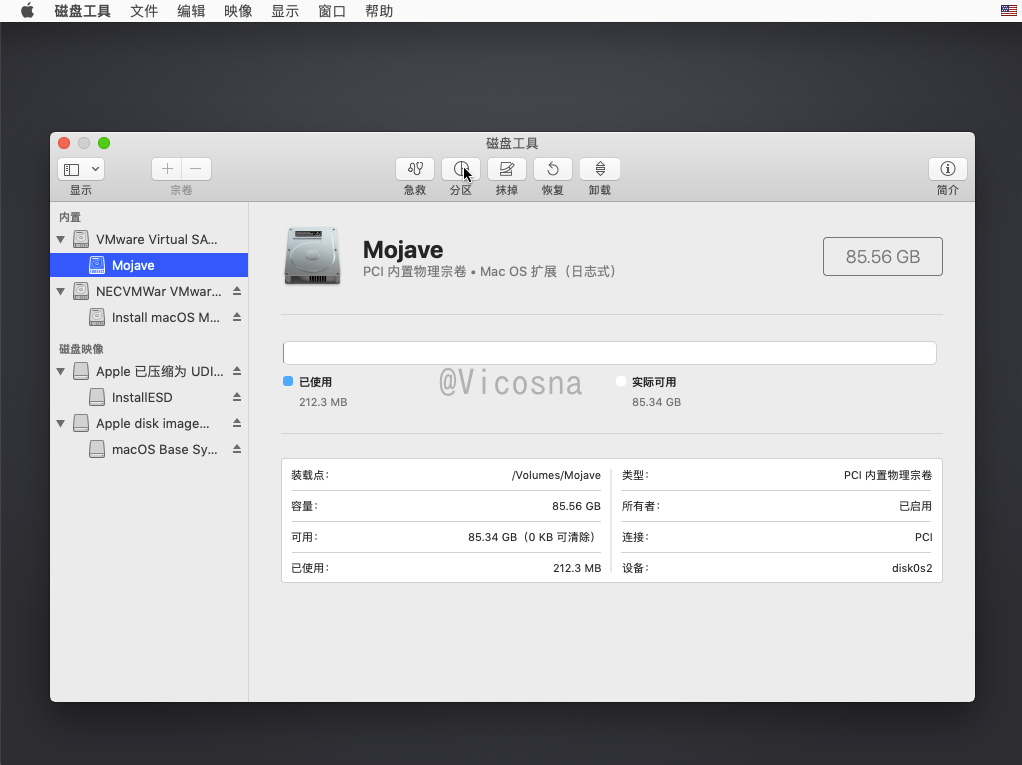 磁盘工具 文件 编辑 映像 显示 窗口 帮助
磁盘工具
显示 宗卷 急救 分区 抹掉 恢复 卸载 简介
内置
VMware Virtual SA...
Mojave
NECVMWar VMwar...
Install macOS M...
磁盘映像
Apple 已压缩为 UDI...
InstallESD
Apple disk image...
macOS Base Sy...
Mojave
PCI 内置物理宗卷 • Mac OS 扩展（日志式）
85.56 GB
已使用
212.3 MB
实际可用
85.34 GB
@Vicosna
装载点： /Volumes/Mojave
容量： 85.56 GB
可用： 85.34 GB（0 KB 可清除）
已使用： 212.3 MB
类型： PCI 内置物理宗卷
所有者： 已启用
连接： PCI
设备： disk0s2